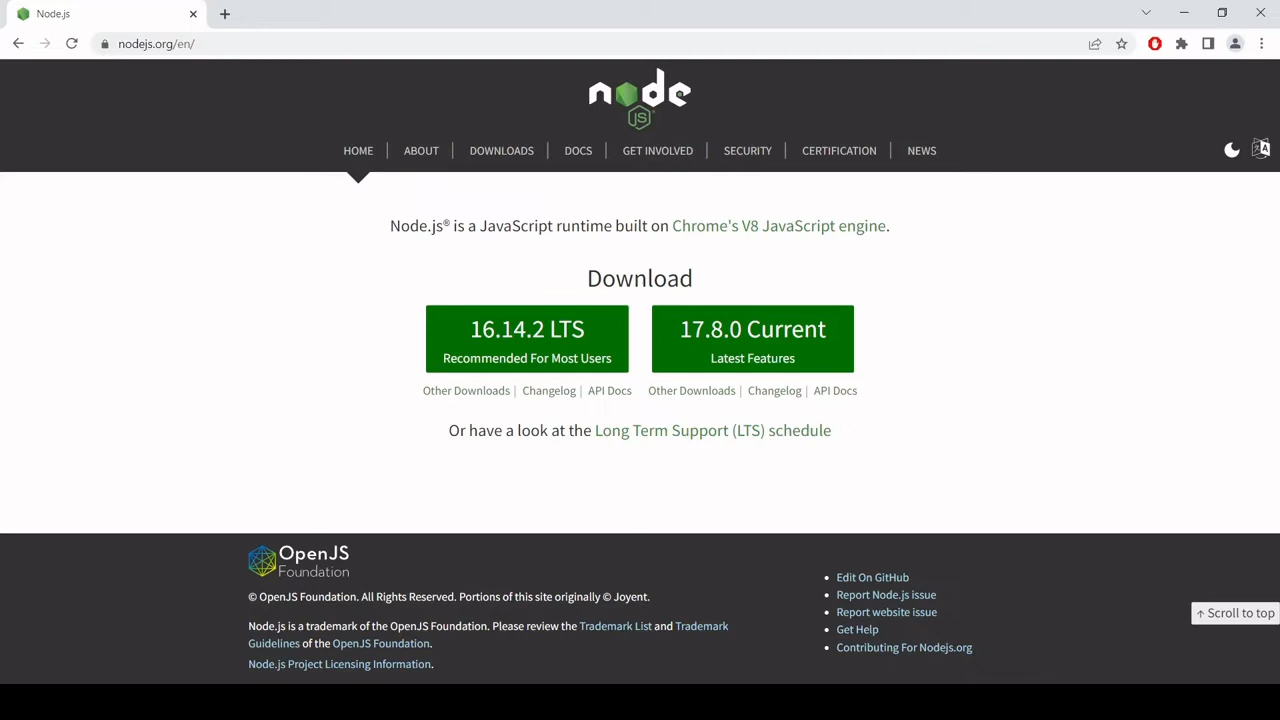 Node.js
nodejs.org/en/
node
JS
HOME | ABOUT | DOWNLOADS | DOCS | GET INVOLVED | SECURITY | CERTIFICATION | NEWS
Node.js® is a JavaScript runtime built on Chrome's V8 JavaScript engine.
Download
16.14.2 LTS
Recommended For Most Users
17.8.0 Current
Latest Features
Other Downloads | Changelog | API Docs
Other Downloads | Changelog | API Docs
Or have a look at the Long Term Support (LTS) schedule
OpenJS
Foundation
© OpenJS Foundation. All Rights Reserved. Portions of this site originally © Joyent.
Node.js is a trademark of the OpenJS Foundation. Please review the Trademark List and Trademark
Guidelines of the OpenJS Foundation.
Node.js Project Licensing Information.
Edit On GitHub
Report Node.js issue
Report website issue
Get Help
Contributing For Nodejs.org
↑ Scroll to top